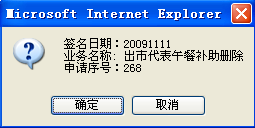 Microsoft Internet Explorer
签名日期：20091111
业务名称: 出市代表午餐补助删除
申请序号：268
确定
取消